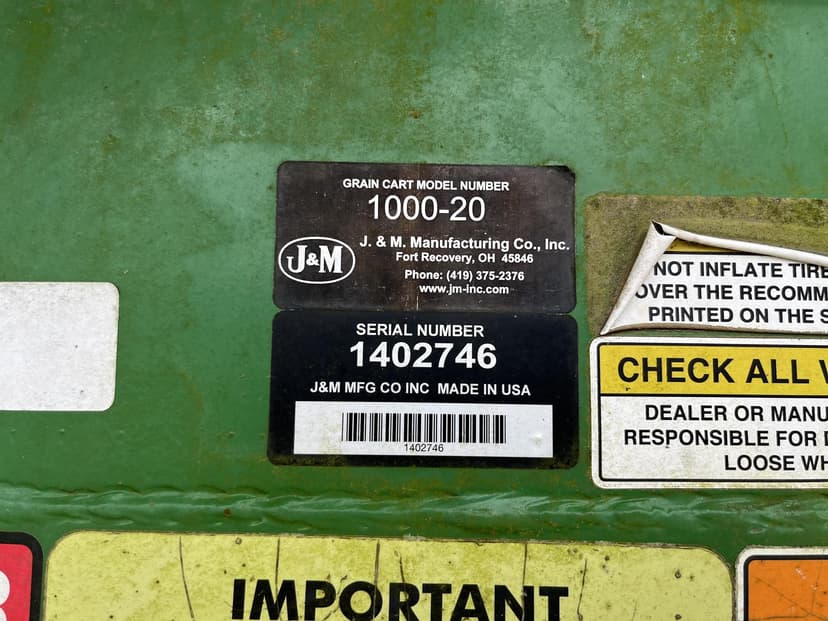 GRAIN CART MODEL NUMBER
1000-20
J&M
J. & M. Manufacturing Co., Inc.
Fort Recovery, OH 45846
Phone: (419) 375-2376
www.jm-inc.com
SERIAL NUMBER
1402746
J&M MFG CO INC MADE IN USA
1402746
NOT INFLATE TIRE
OVER THE RECOMM
PRINTED ON THE S
CHECK ALL
DEALER OR MANU
RESPONSIBLE FOR
LOOSE WH
IMPORTANT